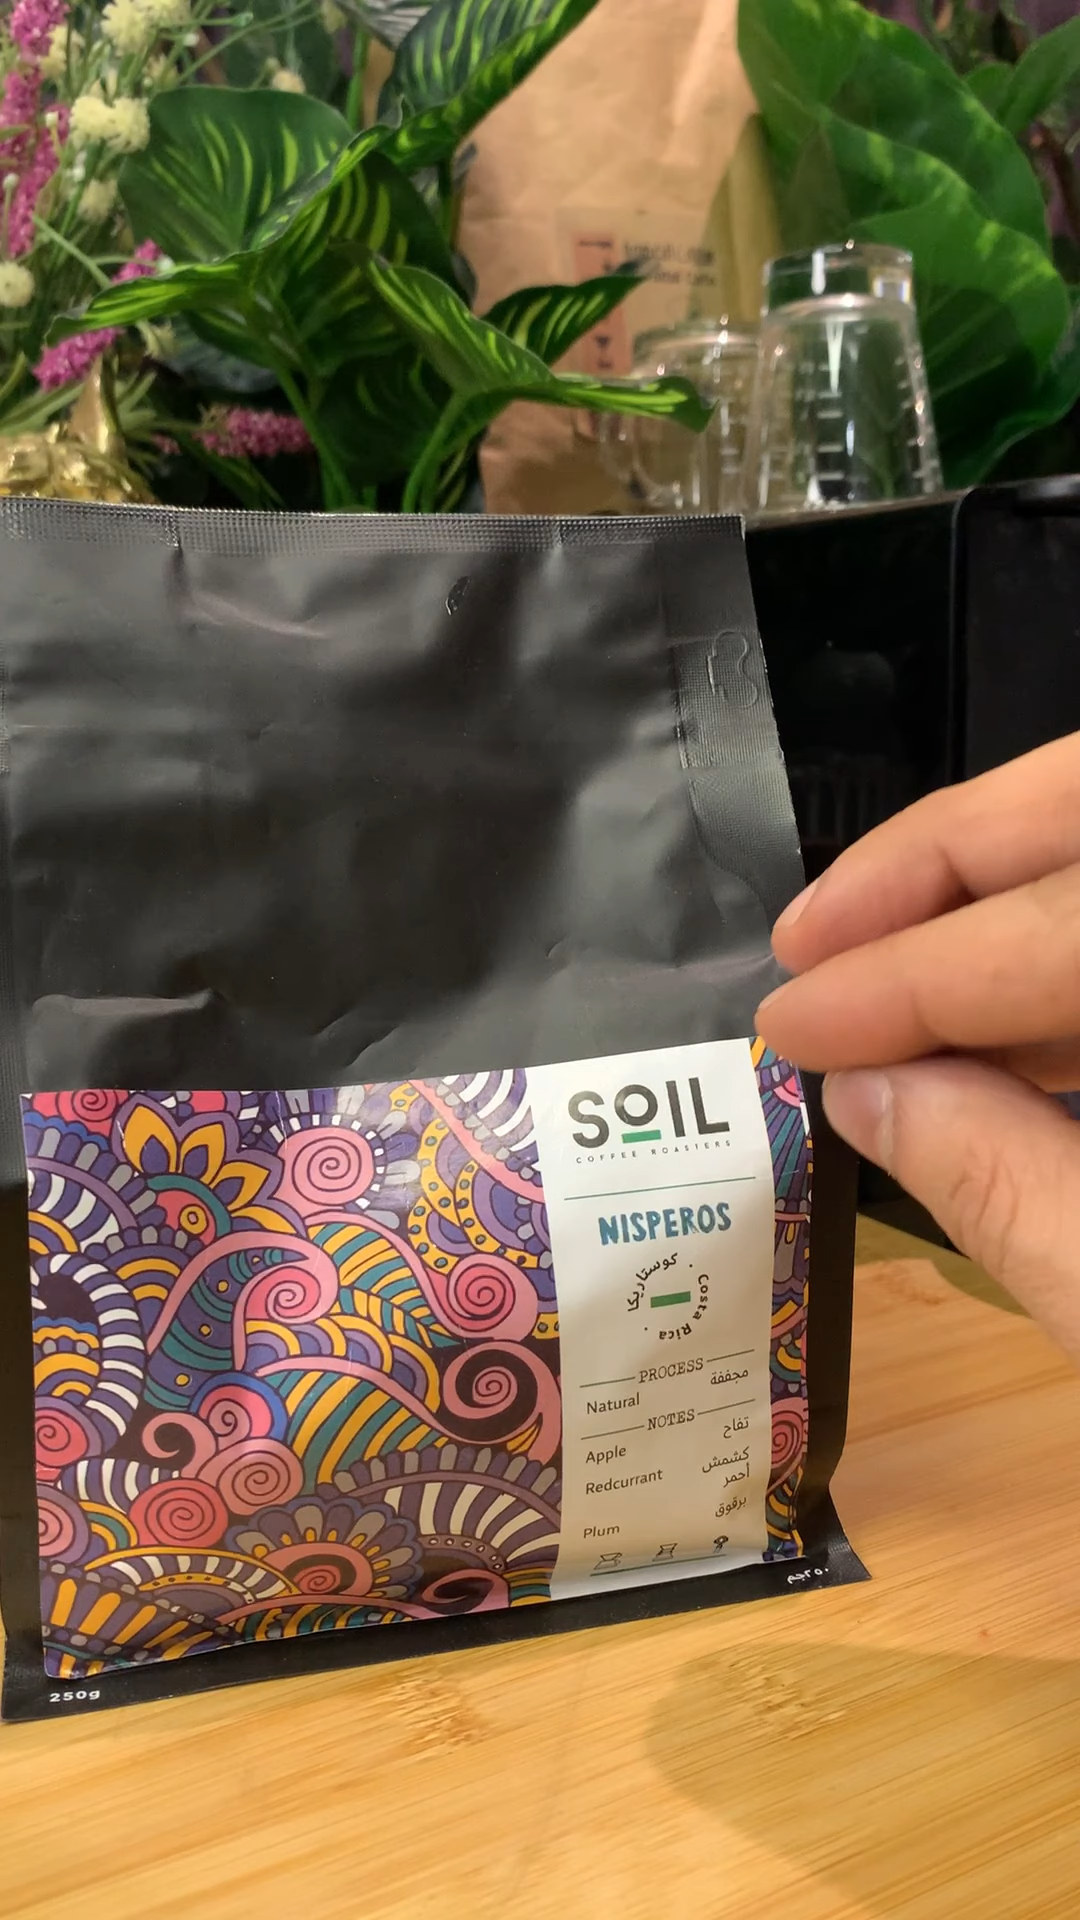 SOIL
COFFEE ROASTERS
NISPEROS
كوستاريكا . Costa Rica .
PROCESS
Natural مجففة
NOTES
Apple تفاح
Redcurrant كشمش
أحمر
Plum برقوق
250g ٢٥٠جم